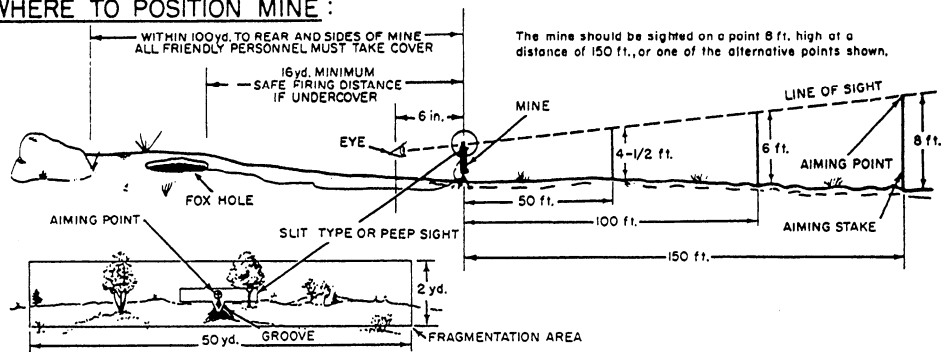 WHERE TO POSITION MINE:
WITHIN 100yd. TO REAR AND SIDES OF MINE
ALL FRIENDLY PERSONNEL MUST TAKE COVER
The mine should be sighted on a point 8 ft. high at a
distance of 150 ft., or one of the alternative points shown.
16yd. MINIMUM
SAFE FIRING DISTANCE
IF UNDERCOVER
6 in.
MINE
LINE OF SIGHT
EYE
4-1/2 ft.
6 ft.
AIMING POINT
8 ft.
FOX HOLE
50 ft.
100 ft.
AIMING STAKE
150 ft.
AIMING POINT
SLIT TYPE OR PEEP SIGHT
2 yd.
GROOVE
FRAGMENTATION AREA
50 yd.